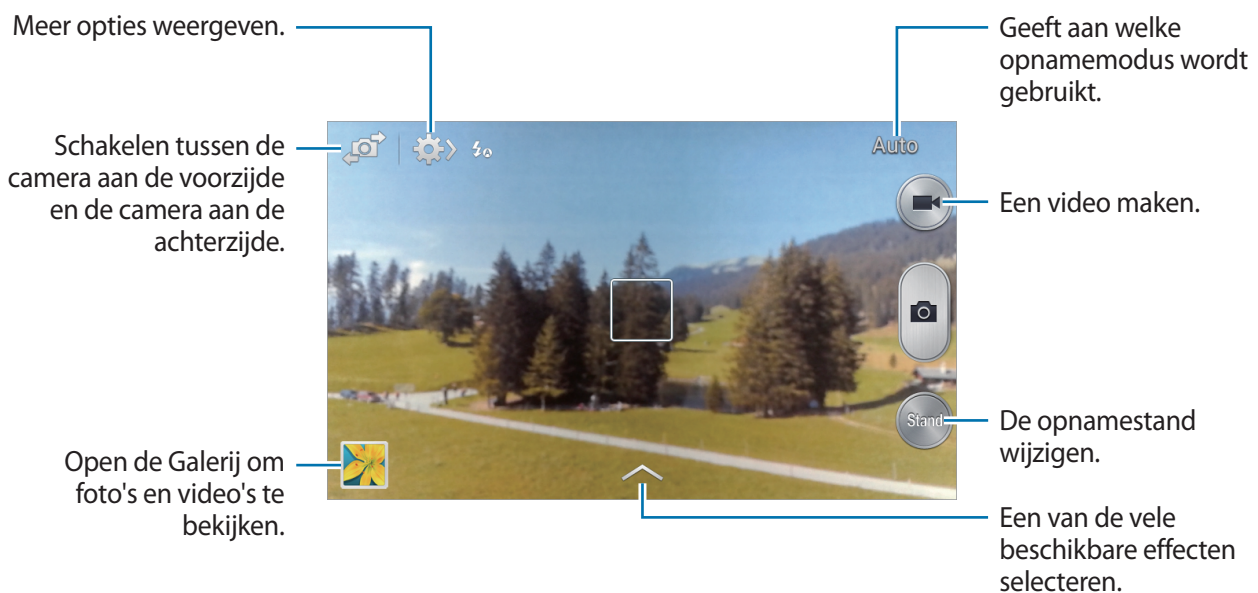 Meer opties weergeven.
Schakelen tussen de
camera aan de voorzijde
en de camera aan de
achterzijde.
Open de Galerij om
foto's en video's te
bekijken.
Auto
Stand
Geeft aan welke
opnamemodus wordt
gebruikt.
Een video maken.
De opnamestand
wijzigen.
Een van de vele
beschikbare effecten
selecteren.